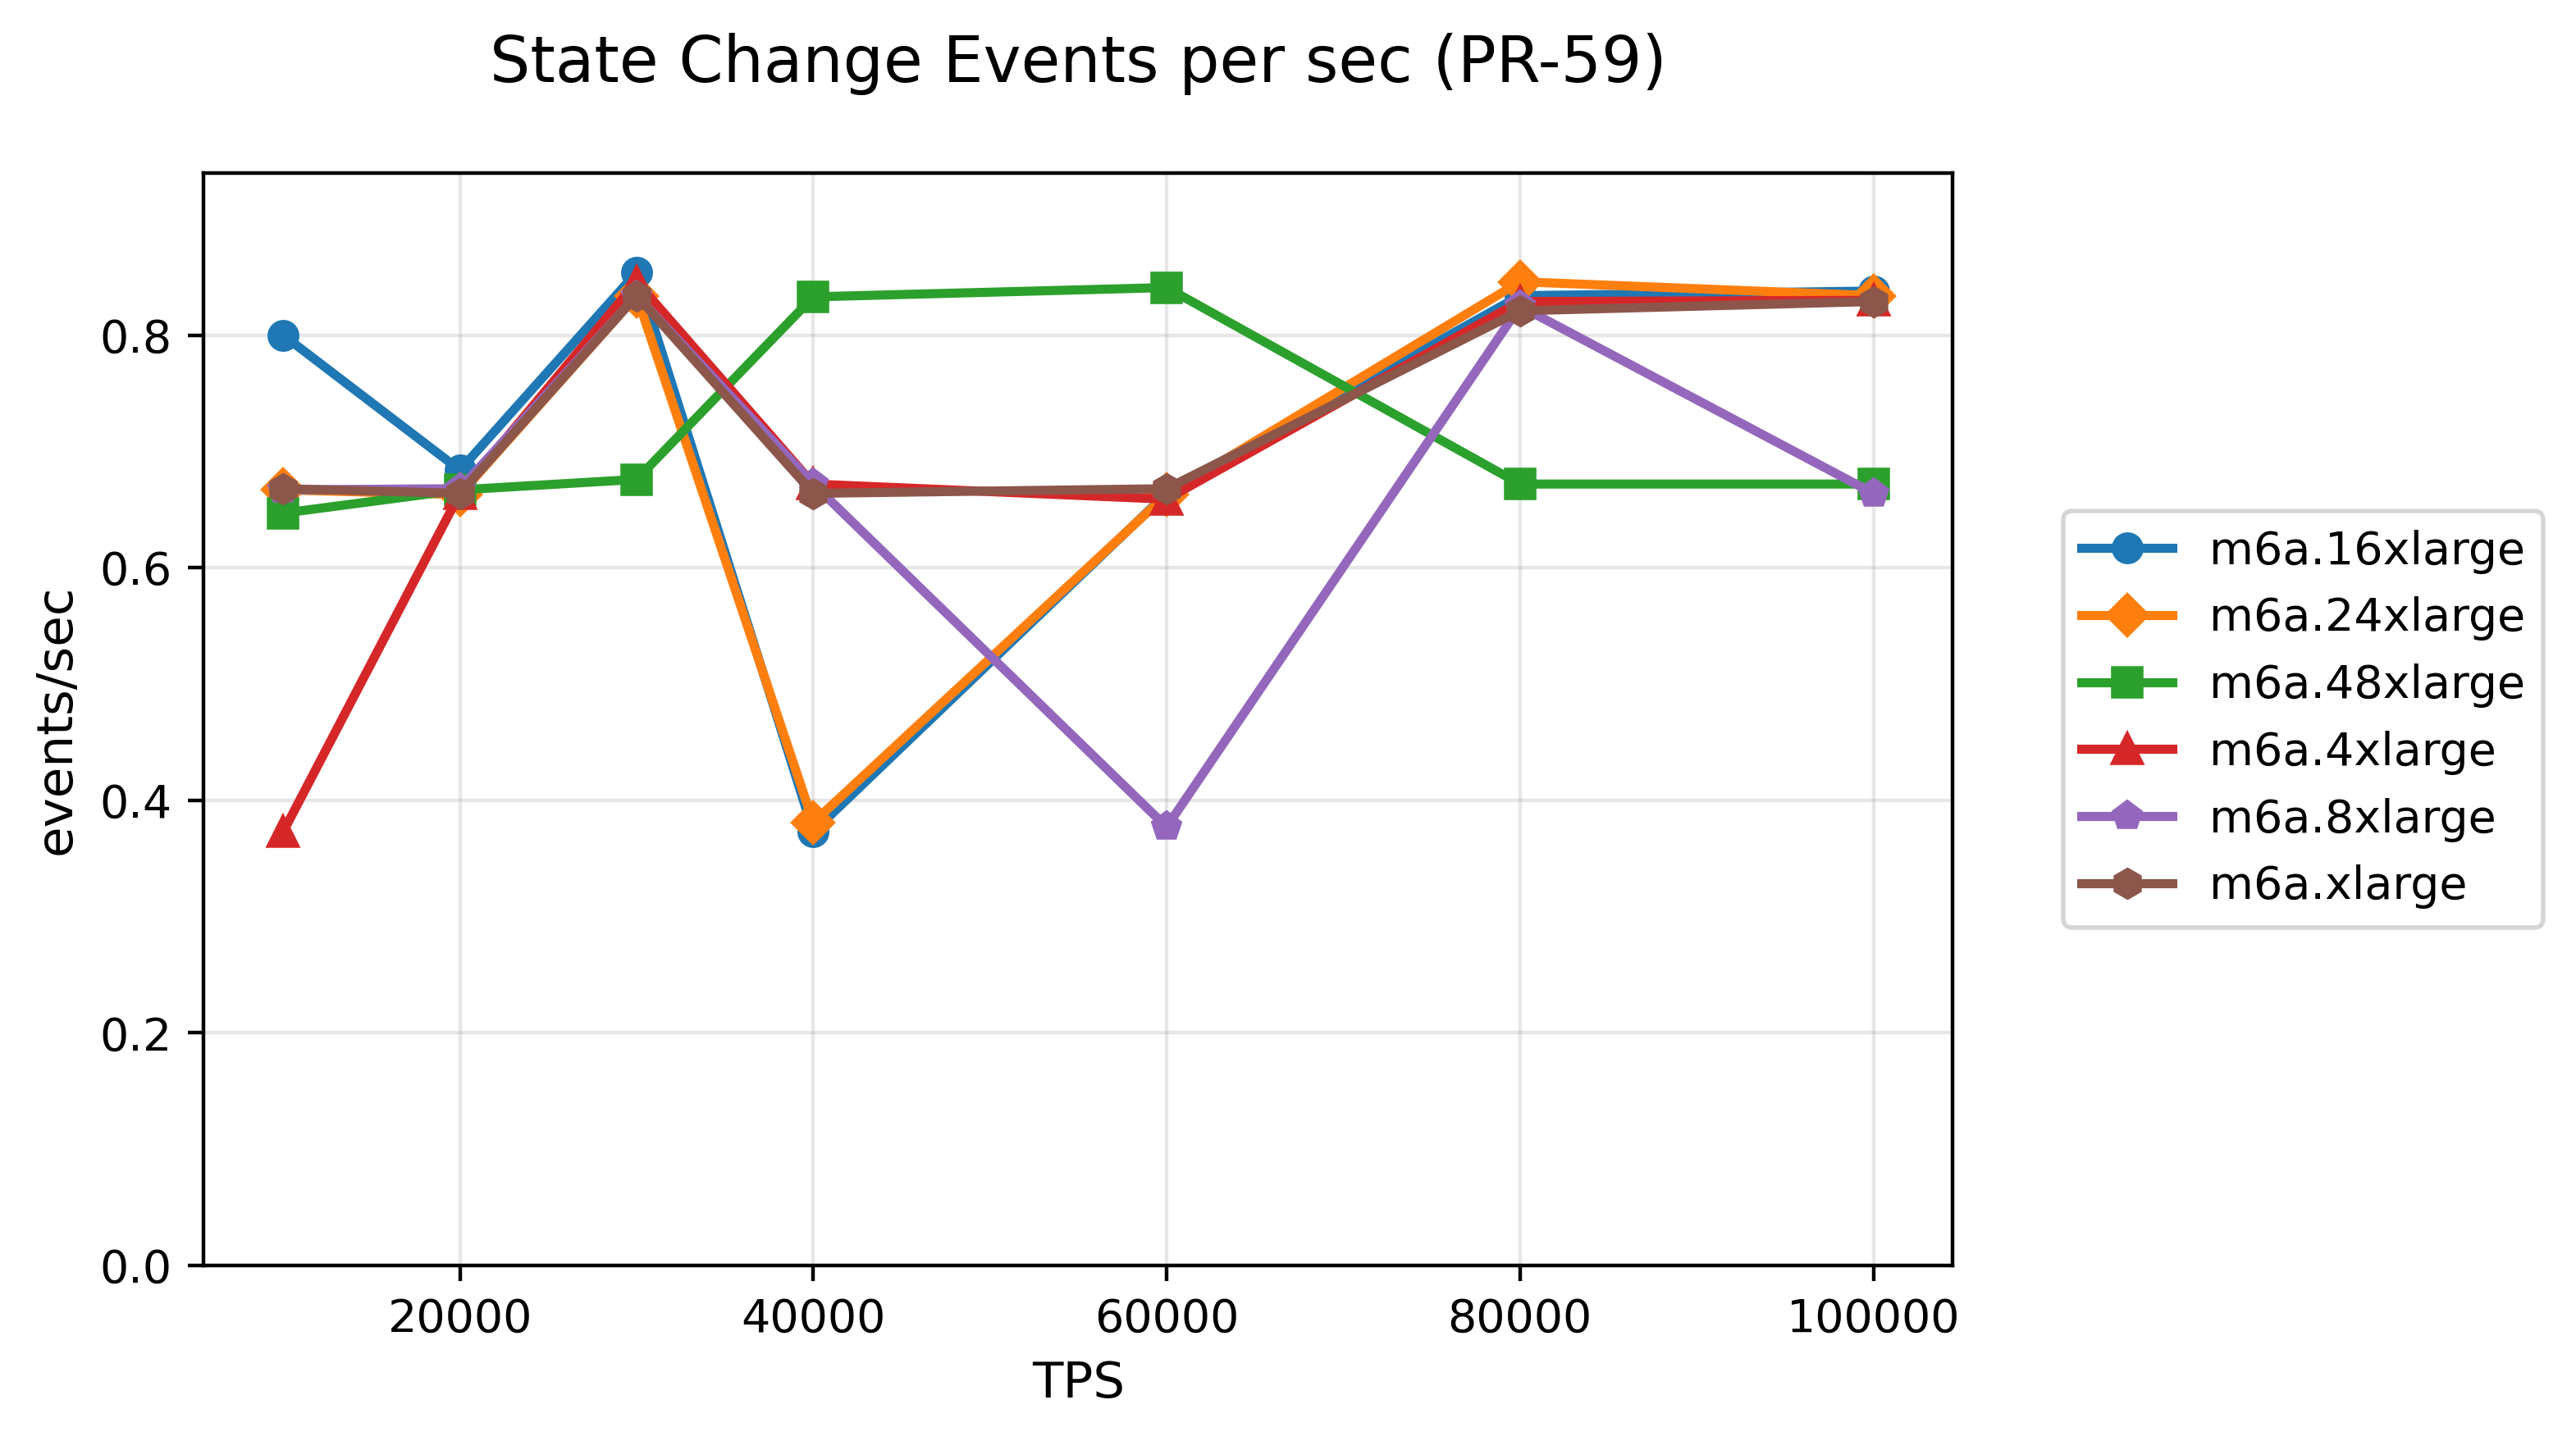 State Change Events per sec (PR-59)
events/sec
0.8
0.6
0.4
0.2
0.0
20000 40000 60000 80000 100000
TPS
m6a.16xlarge
m6a.24xlarge
m6a.48xlarge
m6a.4xlarge
m6a.8xlarge
m6a.xlarge